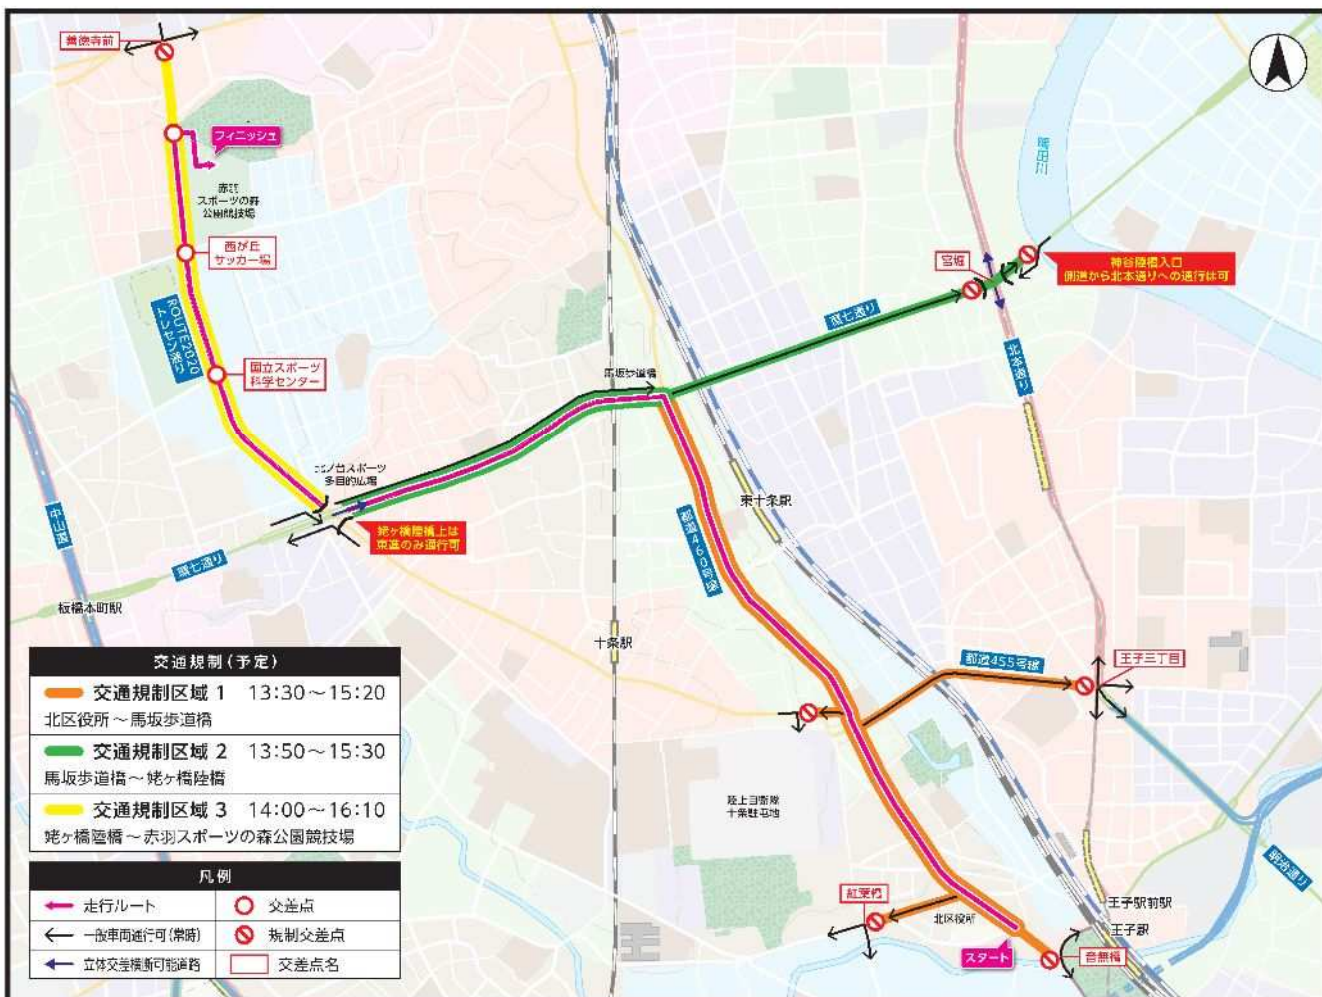 善徳寺前
フィニッシュ
赤羽
スポーツの森
公園競技場
西が丘
サッカー場
ROUTE2020
トレセン通り
国立スポーツ
科学センター
隅田川
宮堀
神谷陸橋入口
側道から北本通りへの通行は可
環七通り
北本通り
馬坂歩道橋
北ノ台スポーツ
多目的広場
姥ヶ橋陸橋上は
東進のみ通行可
中山道
環七通り
板橋本町駅
東十条駅
都道460号線
十条駅
都道455号線
王子三丁目
陸上自衛隊
十条駐屯地
紅葉橋
北区役所
スタート
音無橋
王子駅前駅
王子駅
明治通り
交通規制(予定)
交通規制区域 1 13:30～15:20
北区役所～馬坂歩道橋
交通規制区域 2 13:50～15:30
馬坂歩道橋～姥ヶ橋陸橋
交通規制区域 3 14:00～16:10
姥ヶ橋陸橋～赤羽スポーツの森公園競技場
凡例
走行ルート
交差点
一般車両通行可(常時)
規制交差点
立体交差横断可能道路
交差点名